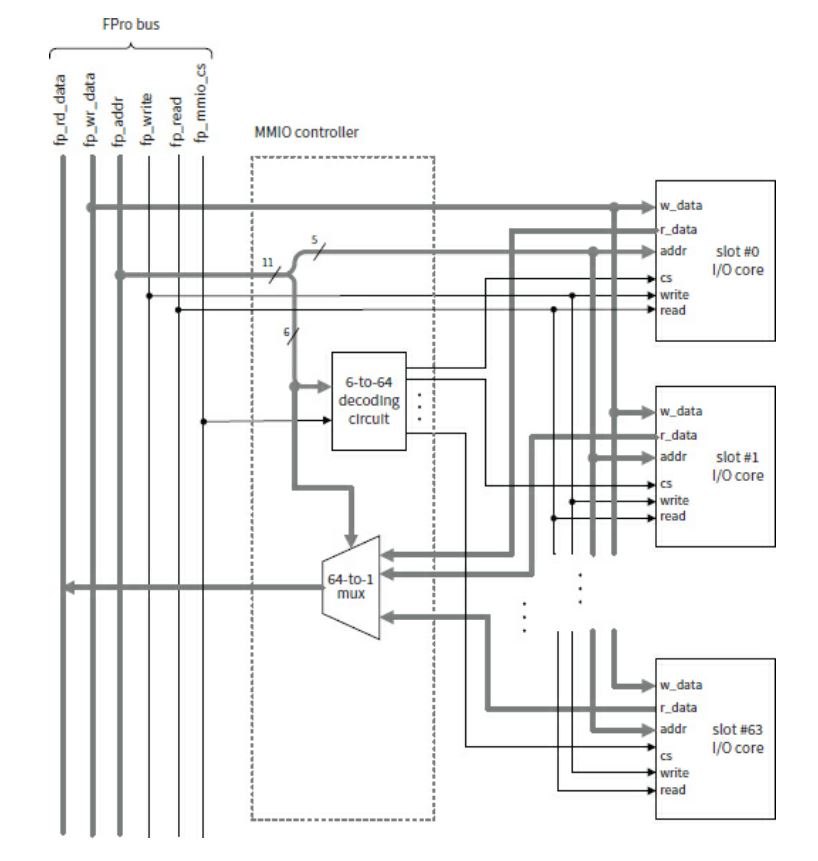 FPro bus
fp_rd_data
fp_wr_data
fp_addr
fp_write
fp_read
fp_mmio_cs
MMIO controller
11
5
6
6-to-64
decoding
circuit
64-to-1
mux
w_data
r_data
addr
cs
write
read
slot #0
I/O core
w_data
r_data
addr
cs
write
read
slot #1
I/O core
w_data
r_data
addr
cs
write
read
slot #63
I/O core